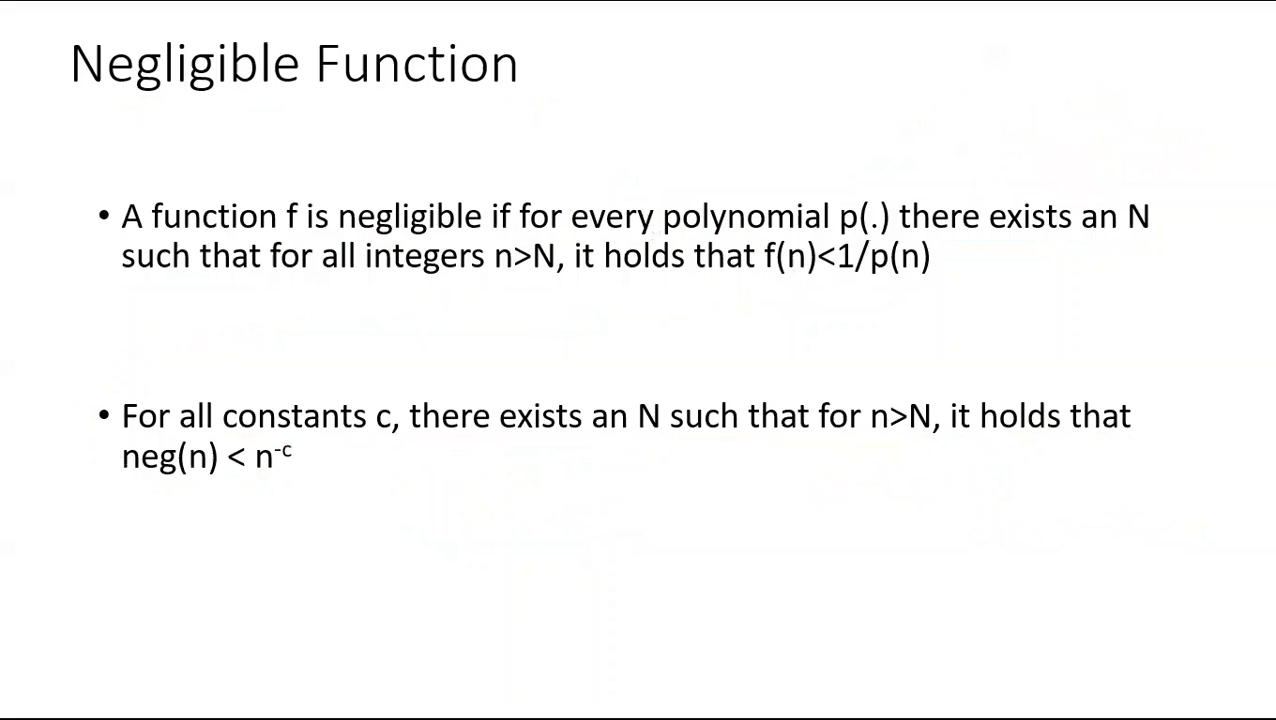 Negligible Function
• A function f is negligible if for every polynomial p(.) there exists an N
such that for all integers n>N, it holds that f(n)<1/p(n)
• For all constants c, there exists an N such that for n>N, it holds that
neg(n) < n⁻ᶜ